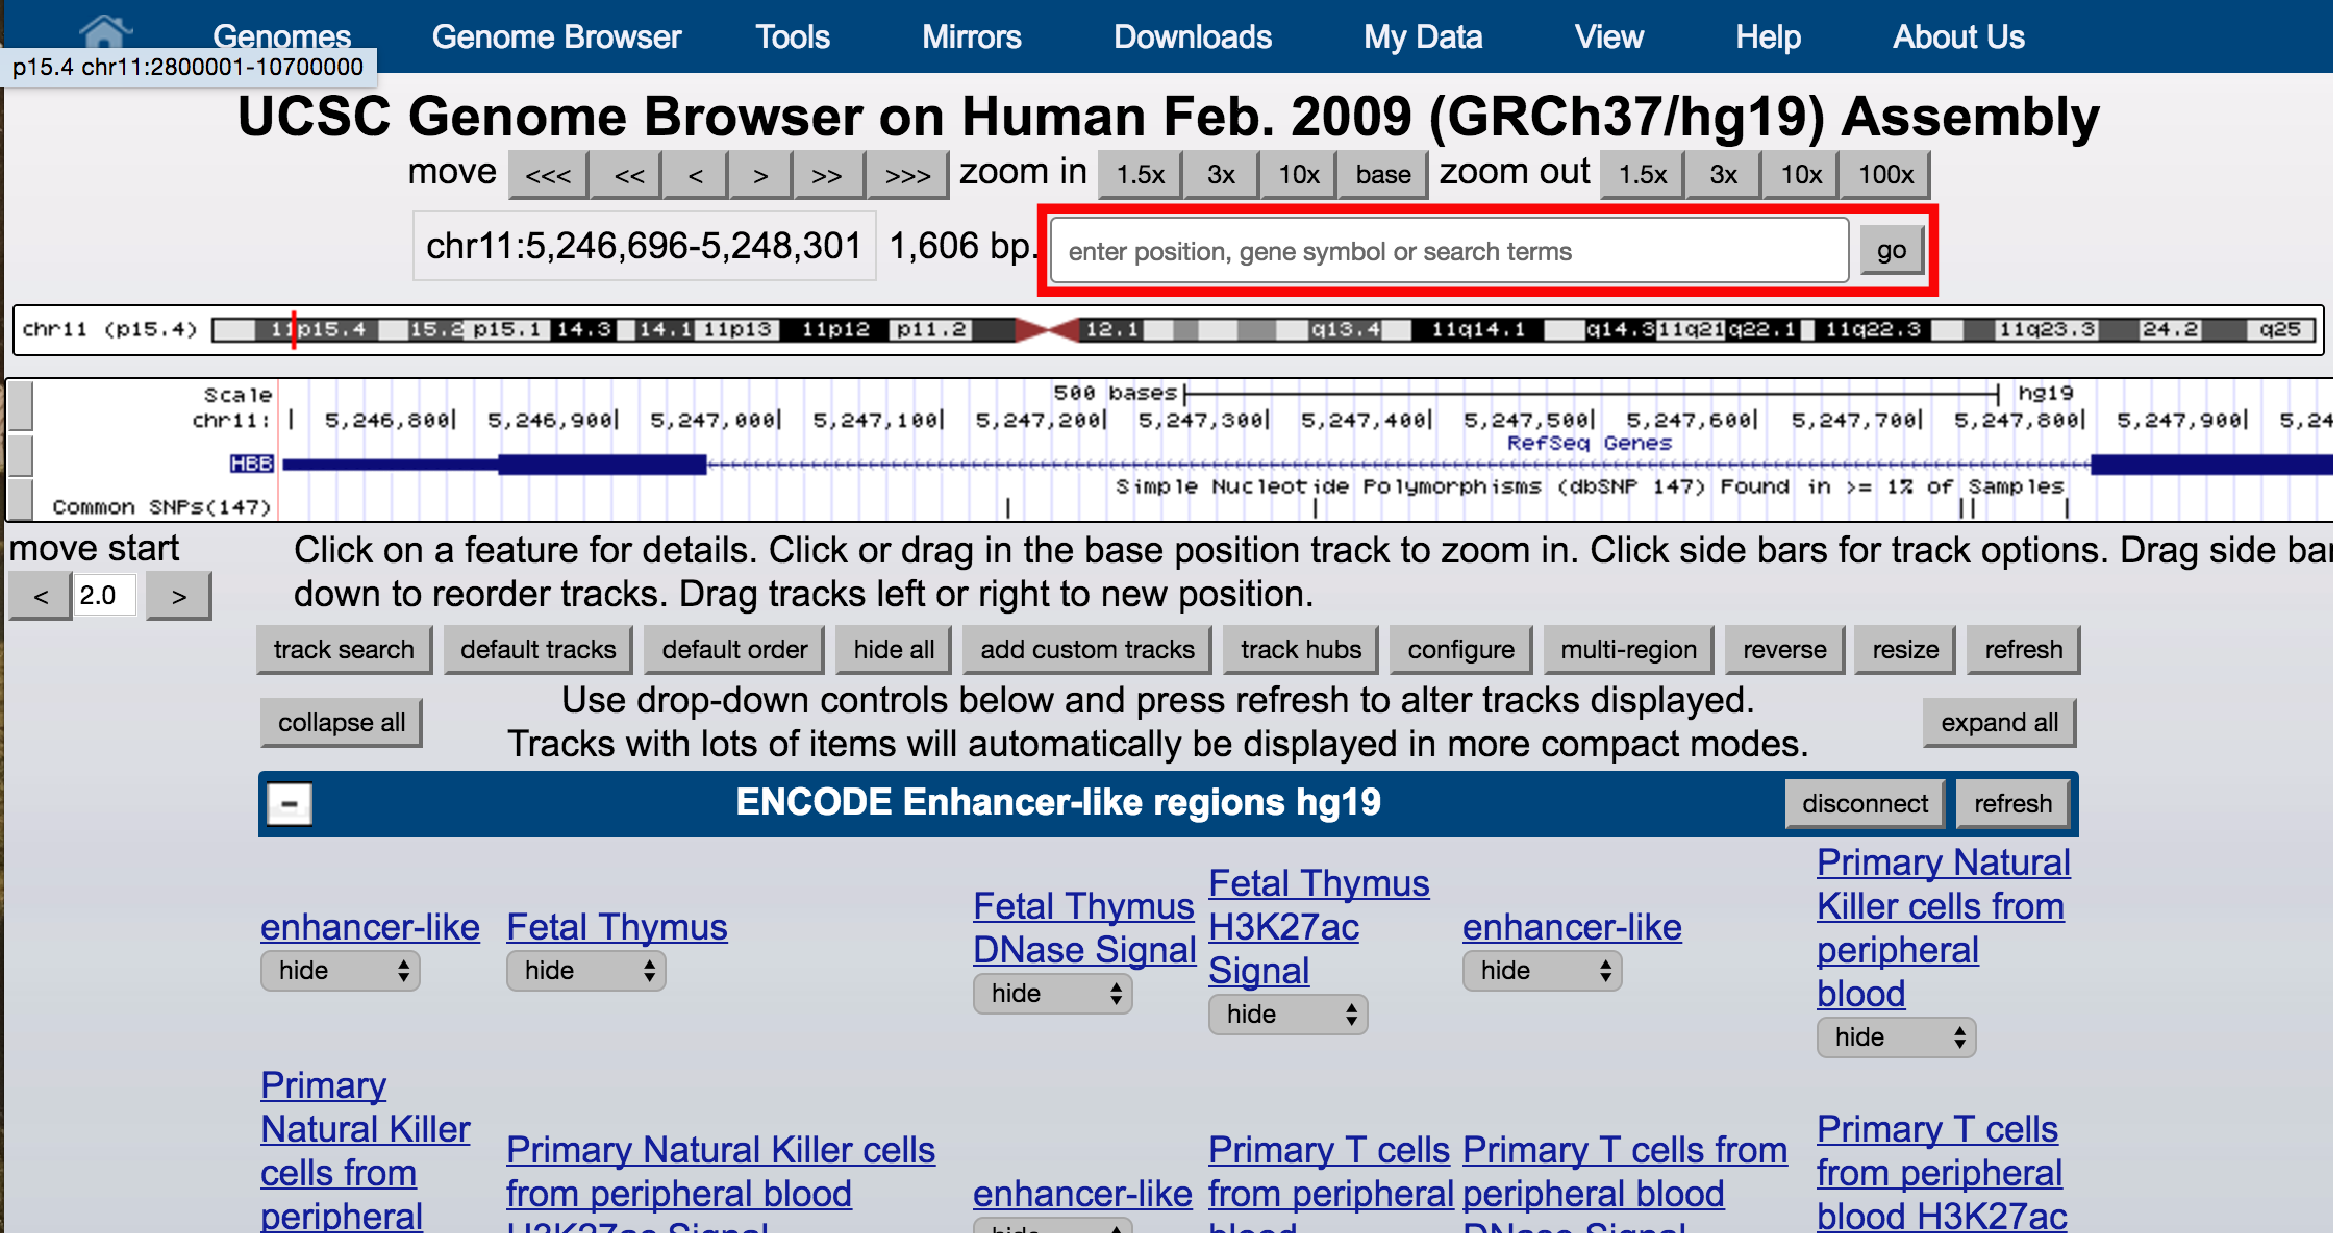 Genomes Genome Browser Tools Mirrors Downloads My Data View Help About Us
p15.4 chr11:2800001-10700000
UCSC Genome Browser on Human Feb. 2009 (GRCh37/hg19) Assembly
move <<< << < > >> >>> zoom in 1.5x 3x 10x base zoom out 1.5x 3x 10x 100x
chr11:5,246,696-5,248,301 1,606 bp. enter position, gene symbol or search terms go
chr11 (p15.4) 11p15.4 15.2 p15.1 14.3 14.1 11p13 11p12 p11.2 12.1 q13.4 11q14.1 q14.3 11q21 q22.1 11q22.3 11q23.3 24.2 q25
Scale 500 bases hg19
chr11: 5,246,800 5,246,900 5,247,000 5,247,100 5,247,200 5,247,300 5,247,400 5,247,500 5,247,600 5,247,700 5,247,800 5,247,900 5,24
RefSeq Genes
HBB
Simple Nucleotide Polymorphisms (dbSNP 147) Found in >= 1% of Samples
Common SNPs(147)
move start
Click on a feature for details. Click or drag in the base position track to zoom in. Click side bars for track options. Drag side bar
< 2.0 > down to reorder tracks. Drag tracks left or right to new position.
track search default tracks default order hide all add custom tracks track hubs configure multi-region reverse resize refresh
Use drop-down controls below and press refresh to alter tracks displayed.
collapse all expand all
Tracks with lots of items will automatically be displayed in more compact modes.
- ENCODE Enhancer-like regions hg19 disconnect refresh
enhancer-like
hide
Fetal Thymus
hide
Fetal Thymus
DNase Signal
hide
Fetal Thymus
H3K27ac
Signal
hide
enhancer-like
hide
Primary Natural
Killer cells from
peripheral
blood
hide
Primary
Natural Killer
cells from
peripheral
Primary Natural Killer cells
from peripheral blood
H3K27ac Signal
enhancer-like
hide
Primary T cells
from peripheral
blood
Primary T cells from
peripheral blood
DNase Signal
Primary T cells
from peripheral
blood H3K27ac